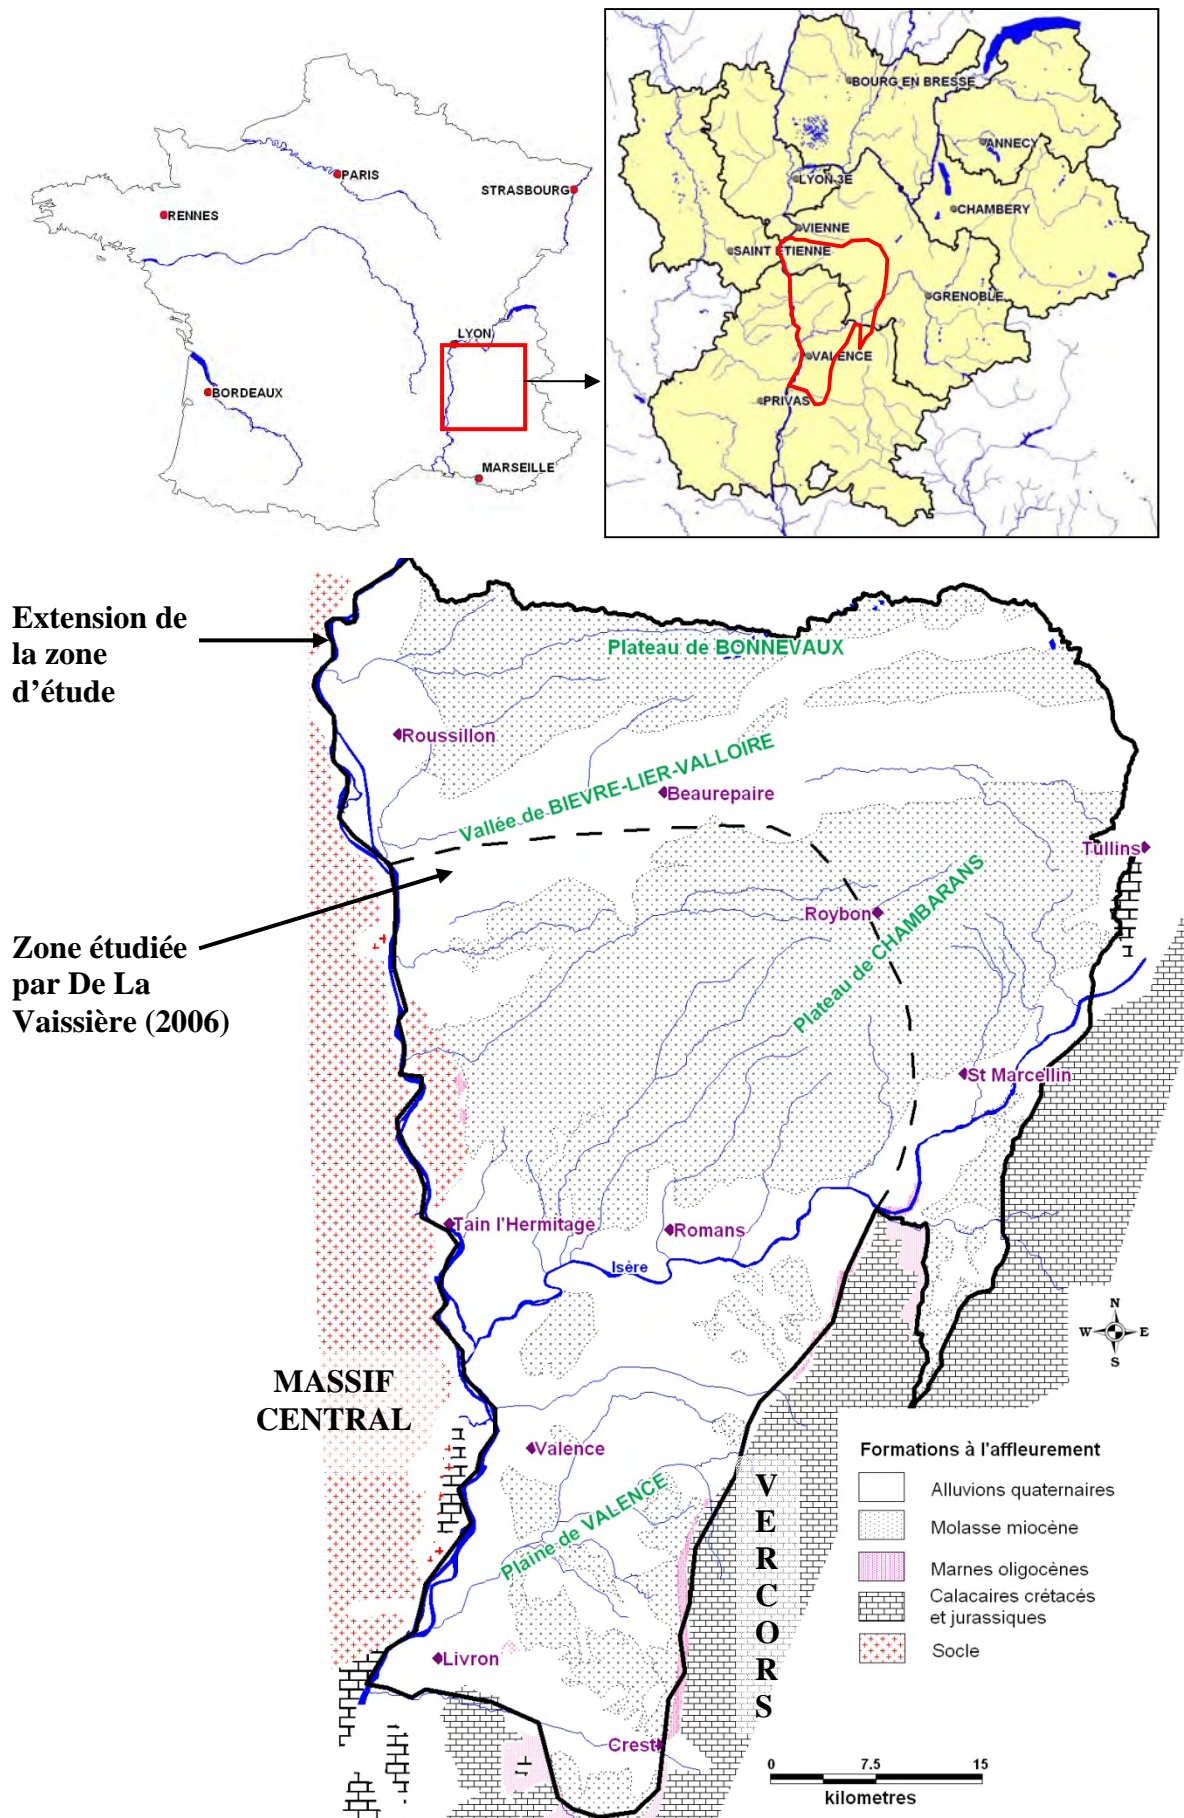 PARIS
STRASBOURG
RENNES
LYON
BORDEAUX
MARSEILLE
BOURG EN BRESSE
ANNECY
LYON 3E
CHAMBERY
VIENNE
SAINT ETIENNE
GRENOBLE
VALENCE
PRIVAS
Extension de
la zone
d'étude
Plateau de BONNEVAUX
Roussillon
Vallée de BIEVRE-LIER-VALLOIRE
Beaurepaire
Tullins
Roybon
Plateau de CHAMBARANS
Zone étudiée
par De La
Vaissière (2006)
St Marcellin
Tain l'Hermitage
Romans
Isère
N
W E
S
MASSIF
CENTRAL
Valence
Plaine de VALENCE
VERCORS
Livron
Crest
Formations à l'affleurement
Alluvions quaternaires
Molasse miocène
Marnes oligocènes
Calacaires crétacés
et jurassiques
Socle
0 7.5 15
kilometres